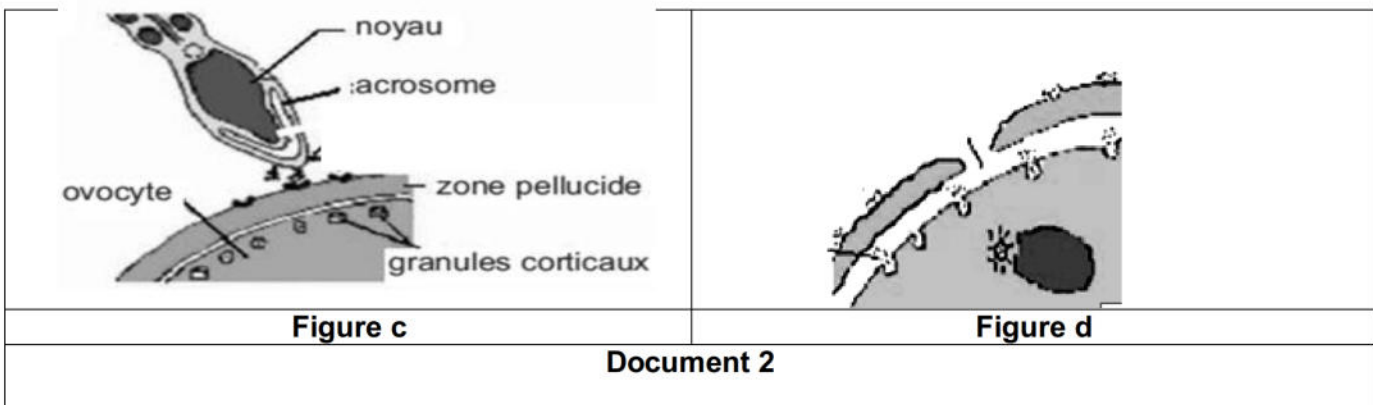 noyau
:acrosome
ovocyte
zone pellucide
granules corticaux
Figure c
Figure d
Document 2